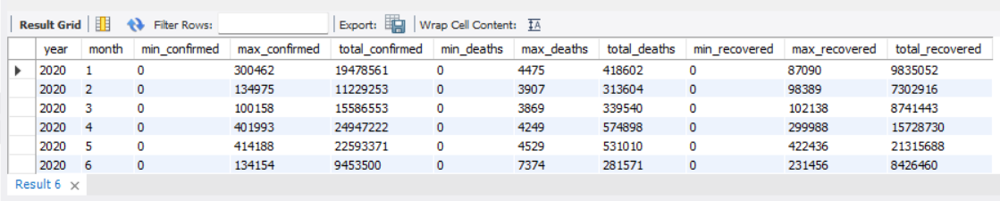 Result Grid Filter Rows: Export: Wrap Cell Content: IA
year month min_confirmed max_confirmed total_confirmed min_deaths max_deaths total_deaths min_recovered max_recovered total_recovered
2020 1 0 300462 19478561 0 4475 418602 0 87090 9835052
2020 2 0 134975 11229253 0 3907 313604 0 98389 7302916
2020 3 0 100158 15586553 0 3869 339540 0 102138 8741443
2020 4 0 401993 24947222 0 4249 574898 0 299988 15728730
2020 5 0 414188 22593371 0 4529 531010 0 422436 21315688
2020 6 0 134154 9453500 0 7374 281571 0 231456 8426460
Result 6 ×